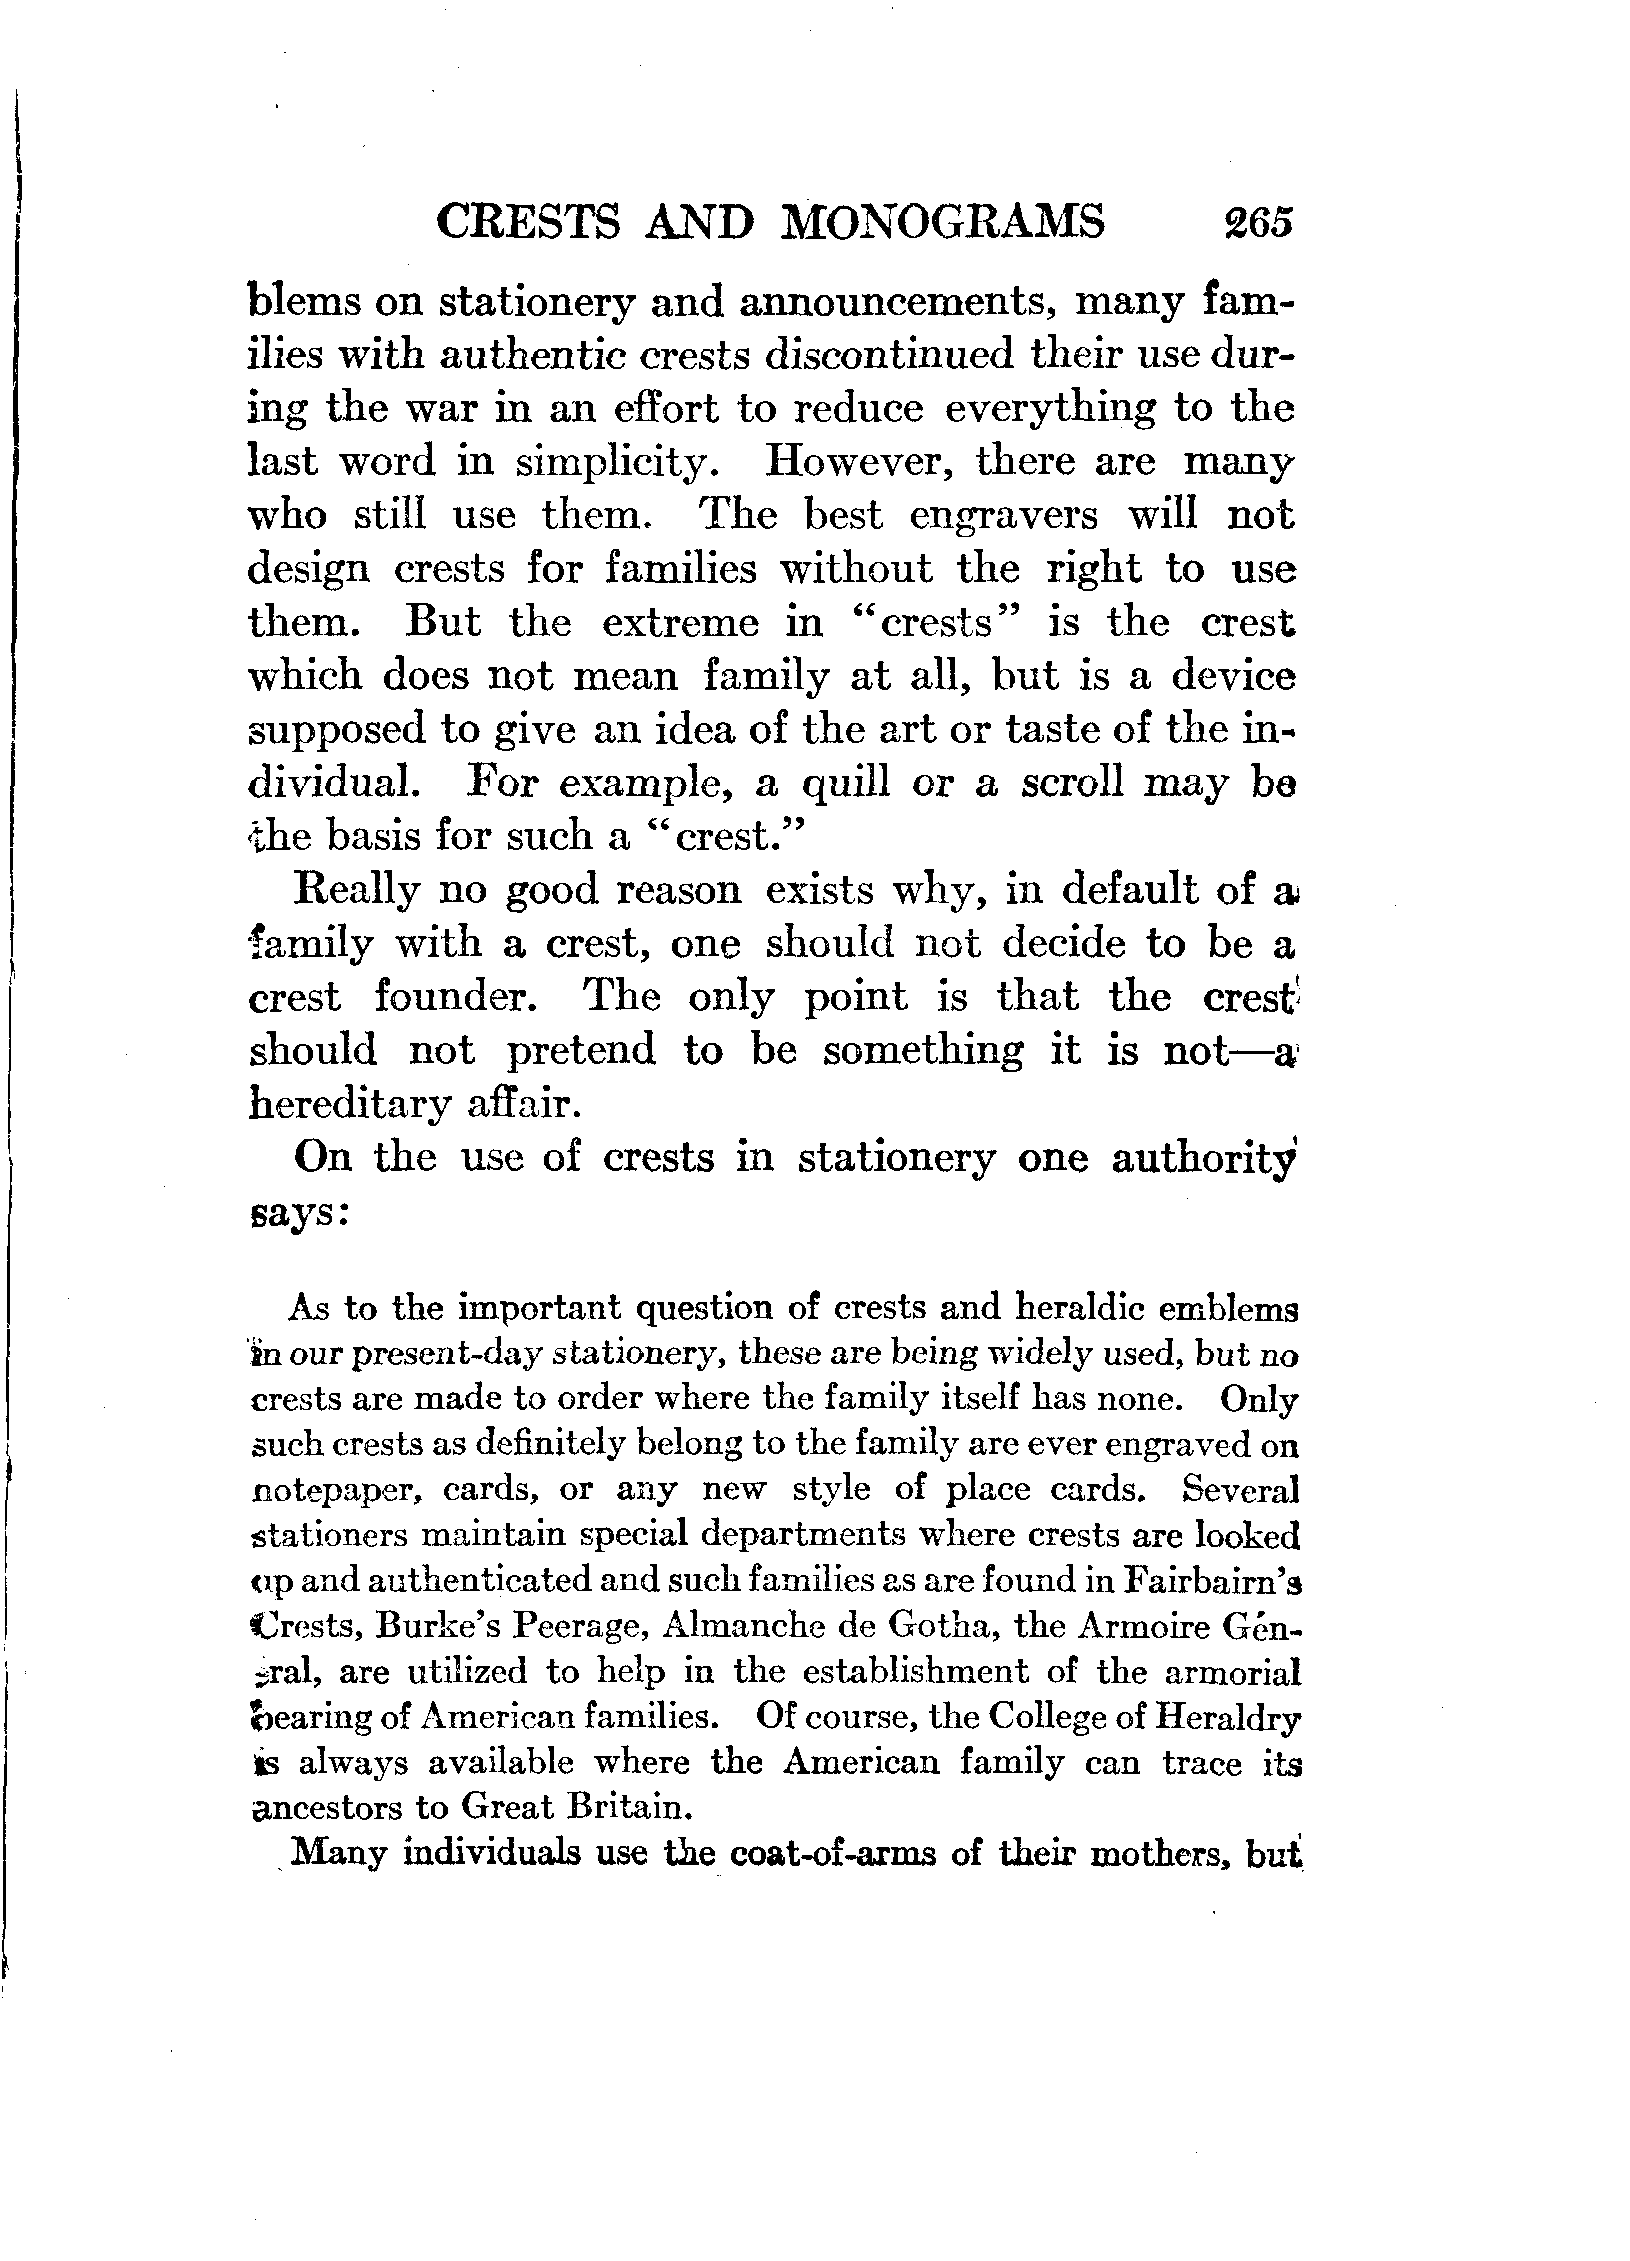 CRESTS AND MONOGRAMS 265
blems on stationery and announcements, many fam-
ilies with authentic crests discontinued their use dur-
ing the war in an effort to reduce everything to the
last word in simplicity. However, there are many
who still use them. The best engravers will not
design crests for families without the right to use
them. But the extreme in “crests” is the crest
which does not mean family at all, but is a device
supposed to give an idea of the art or taste of the in-
dividual. For example, a quill or a scroll may be
the basis for such a “crest.”
Really no good reason exists why, in default of a
family with a crest, one should not decide to be a
crest founder. The only point is that the crest
should not pretend to be something it is not—a
hereditary affair.
On the use of crests in stationery one authority
says:
As to the important question of crests and heraldic emblems
in our present-day stationery, these are being widely used, but no
crests are made to order where the family itself has none. Only
such crests as definitely belong to the family are ever engraved on
notepaper, cards, or any new style of place cards. Several
stationers maintain special departments where crests are looked
up and authenticated and such families as are found in Fairbairn’s
Crests, Burke’s Peerage, Almanche de Gotha, the Armoire Gén-
eral, are utilized to help in the establishment of the armorial
bearing of American families. Of course, the College of Heraldry
is always available where the American family can trace its
ancestors to Great Britain.
Many individuals use the coat-of-arms of their mothers, but